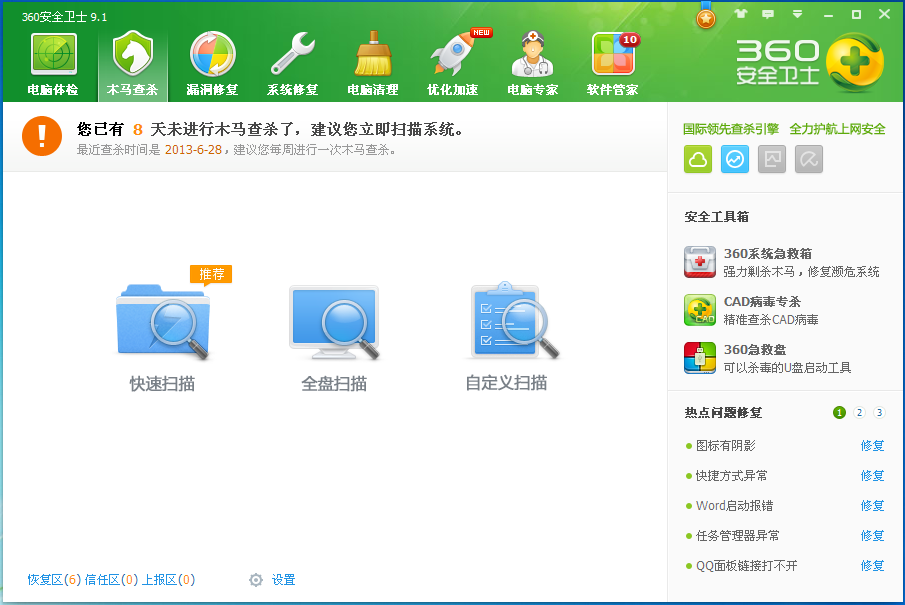 360安全卫士 9.1
NEW
10
电脑体检 木马查杀 漏洞修复 系统修复 电脑清理 优化加速 电脑专家 软件管家
360
安全卫士
您已有 8 天未进行木马查杀了，建议您立即扫描系统。
最近查杀时间是 2013-6-28，建议您每周进行一次木马查杀。
国际领先查杀引擎 全力护航上网安全
推荐
快速扫描 全盘扫描 自定义扫描
安全工具箱
360系统急救箱
强力剿杀木马，修复濒危系统
CAD
CAD病毒专杀
精准查杀CAD病毒
360急救盘
可以杀毒的U盘启动工具
热点问题修复 1 2 3
图标有阴影 修复
快捷方式异常 修复
Word启动报错 修复
任务管理器异常 修复
QQ面板链接打不开 修复
恢复区(6) 信任区(0) 上报区(0) 设置